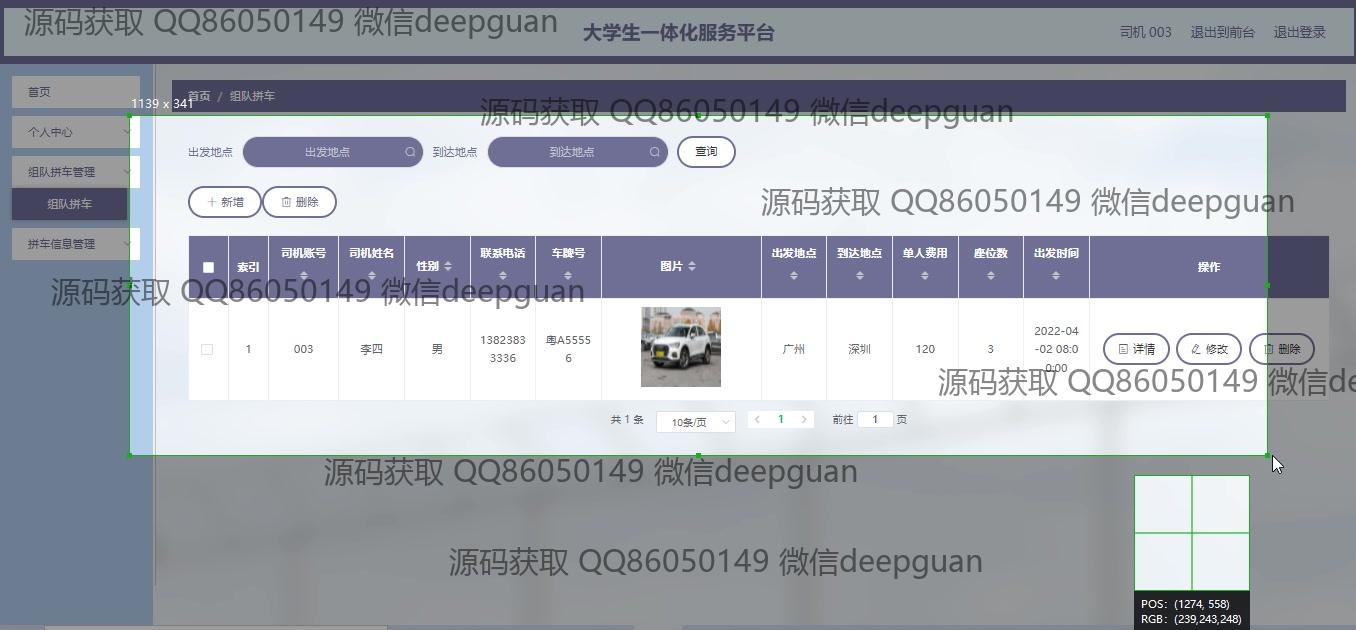 源码获取 QQ86050149 微信deepguan
大学生一体化服务平台
司机 003 退出到前台 退出登录
首页
1139 x 341
首页 / 组队拼车
源码获取 QQ86050149 微信deepguan
个人中心
出发地点 出发地点 到达地点 到达地点 查询
组队拼车管理
组队拼车
+ 新增 删除
源码获取 QQ86050149 微信deepguan
拼车信息管理
索引 司机账号 司机姓名 性别 联系电话 车牌号 图片 出发地点 到达地点 单人费用 座位数 出发时间 操作
源码获取 QQ86050149 微信deepguan
1 003 李四 男 1382383
3336
粤A5555
6
广州 深圳 120 3 2022-04
-02 08:0
0:00
详情 修改 删除
源码获取 QQ86050149 微信de
共 1 条 10条/页 < 1 > 前往 1 页
源码获取 QQ86050149 微信deepguan
源码获取 QQ86050149 微信deepguan
POS: (1274, 558)
RGB: (239,243,248)